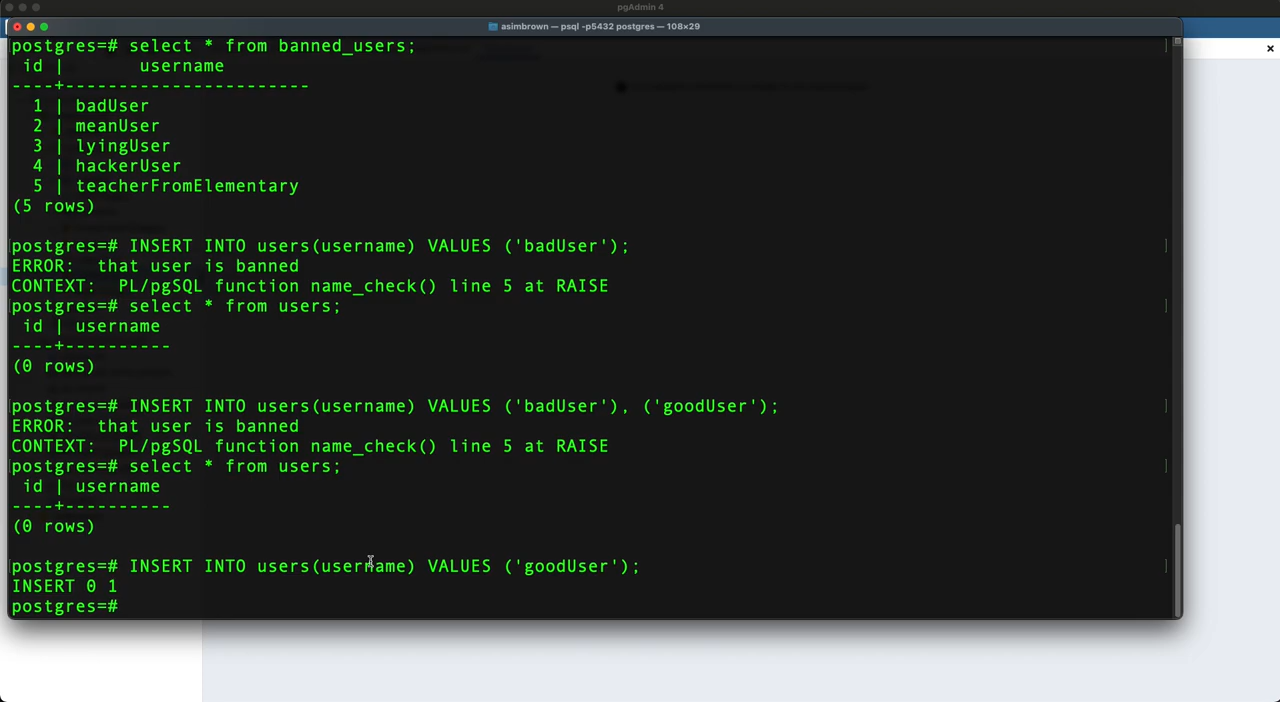 pgAdmin 4
asimbrown — psql -p5432 postgres — 108×29
postgres=# select * from banned_users;
 id |       username
----+-----------------------
  1 | badUser
  2 | meanUser
  3 | lyingUser
  4 | hackerUser
  5 | teacherFromElementary
(5 rows)
postgres=# INSERT INTO users(username) VALUES ('badUser');
ERROR:  that user is banned
CONTEXT:  PL/pgSQL function name_check() line 5 at RAISE
postgres=# select * from users;
 id | username
----+----------
(0 rows)
postgres=# INSERT INTO users(username) VALUES ('badUser'), ('goodUser');
ERROR:  that user is banned
CONTEXT:  PL/pgSQL function name_check() line 5 at RAISE
postgres=# select * from users;
 id | username
----+----------
(0 rows)
postgres=# INSERT INTO users(username) VALUES ('goodUser');
INSERT 0 1
postgres=#